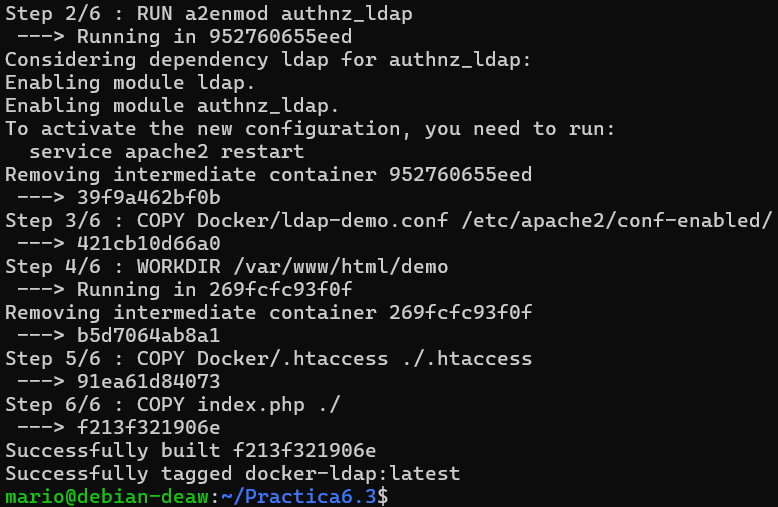 Step 2/6 : RUN a2enmod authnz_ldap
 ---> Running in 952760655eed
Considering dependency ldap for authnz_ldap:
Enabling module ldap.
Enabling module authnz_ldap.
To activate the new configuration, you need to run:
  service apache2 restart
Removing intermediate container 952760655eed
 ---> 39f9a462bf0b
Step 3/6 : COPY Docker/ldap-demo.conf /etc/apache2/conf-enabled/
 ---> 421cb10d66a0
Step 4/6 : WORKDIR /var/www/html/demo
 ---> Running in 269fcfc93f0f
Removing intermediate container 269fcfc93f0f
 ---> b5d7064ab8a1
Step 5/6 : COPY Docker/.htaccess ./.htaccess
 ---> 91ea61d84073
Step 6/6 : COPY index.php ./
 ---> f213f321906e
Successfully built f213f321906e
Successfully tagged docker-ldap:latest
mario@debian-deaw:~/Practica6.3$